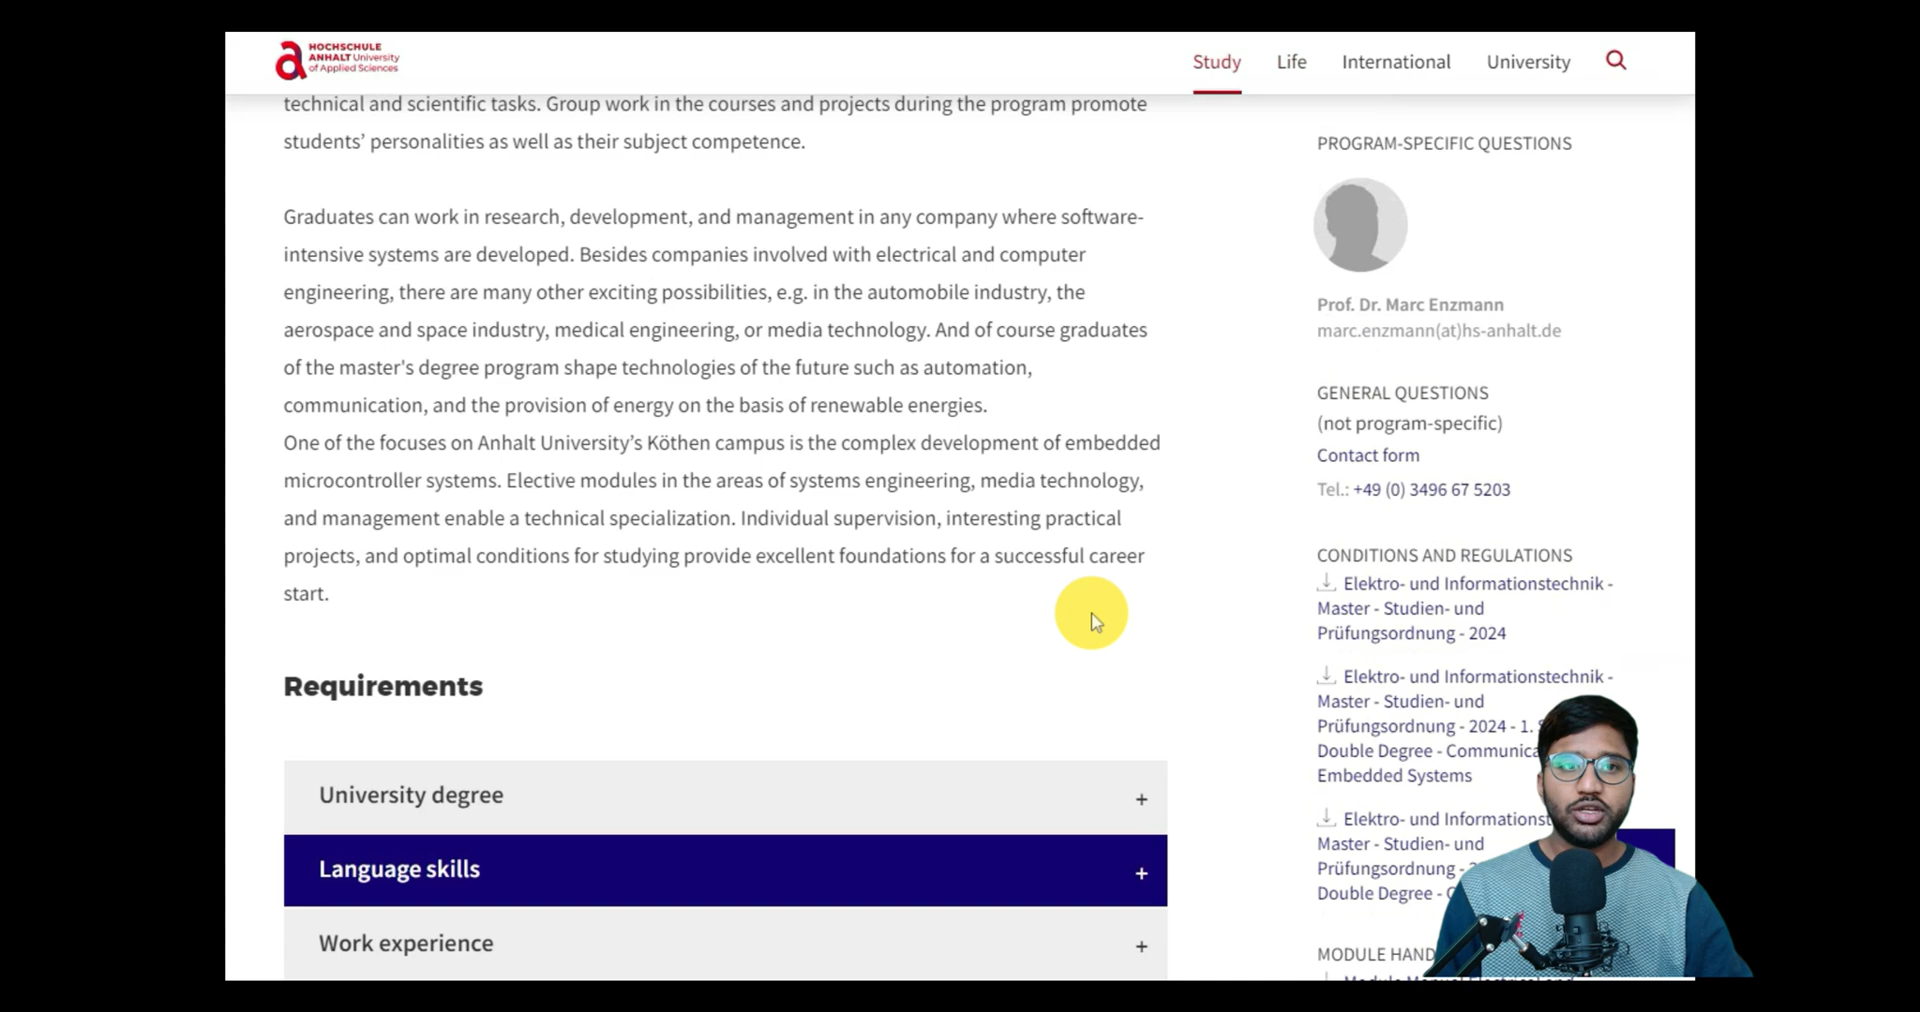 HOCHSCHULE
ANHALT University
of Applied Sciences
Study
Life
International
University
technical and scientific tasks. Group work in the courses and projects during the program promote
students’ personalities as well as their subject competence.
Graduates can work in research, development, and management in any company where software-
intensive systems are developed. Besides companies involved with electrical and computer
engineering, there are many other exciting possibilities, e.g. in the automobile industry, the
aerospace and space industry, medical engineering, or media technology. And of course graduates
of the master's degree program shape technologies of the future such as automation,
communication, and the provision of energy on the basis of renewable energies.
One of the focuses on Anhalt University’s Köthen campus is the complex development of embedded
microcontroller systems. Elective modules in the areas of systems engineering, media technology,
and management enable a technical specialization. Individual supervision, interesting practical
projects, and optimal conditions for studying provide excellent foundations for a successful career
start.
Requirements
University degree +
Language skills +
Work experience +
PROGRAM-SPECIFIC QUESTIONS
Prof. Dr. Marc Enzmann
marc.enzmann(at)hs-anhalt.de
GENERAL QUESTIONS
(not program-specific)
Contact form
Tel.: +49 (0) 3496 67 5203
CONDITIONS AND REGULATIONS
Elektro- und Informationstechnik -
Master - Studien- und
Prüfungsordnung - 2024
Elektro- und Informationstechnik -
Master - Studien- und
Prüfungsordnung - 2024 - 1.
Double Degree - Communica
Embedded Systems
Elektro- und Informationst
Master - Studien- und
Prüfungsordnung -
Double Degree -
MODULE HAND